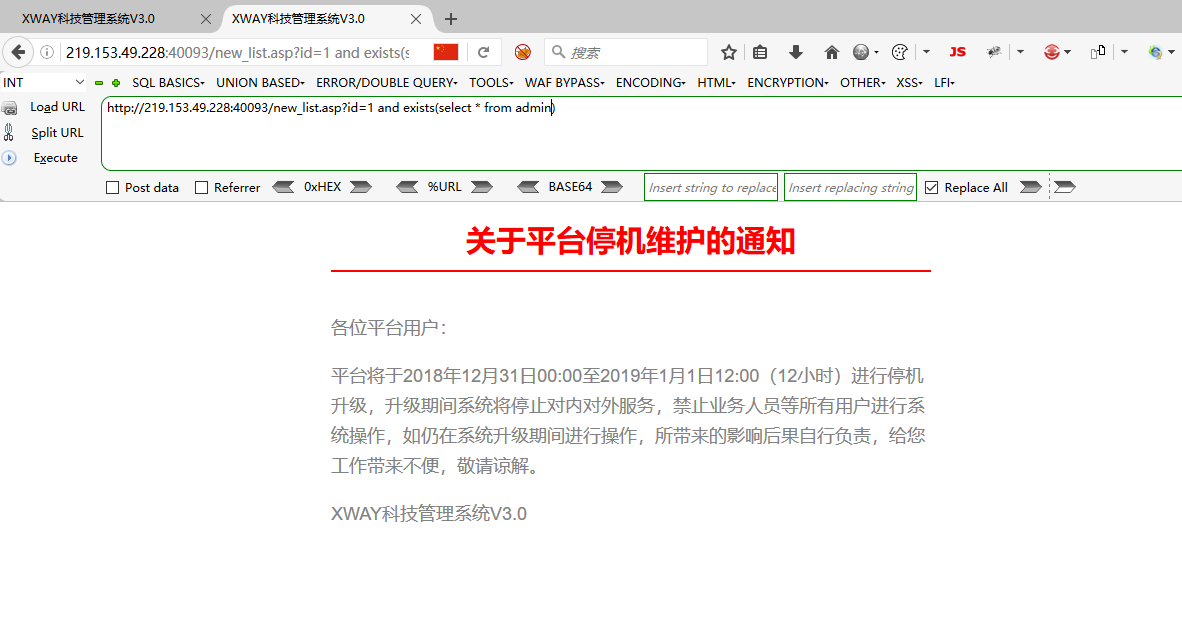 XWAY科技管理系统V3.0
XWAY科技管理系统V3.0
219.153.49.228:40093/new_list.asp?id=1 and exists(s
搜索
JS
INT
SQL BASICS
UNION BASED
ERROR/DOUBLE QUERY
TOOLS
WAF BYPASS
ENCODING
HTML
ENCRYPTION
OTHER
XSS
LFI
Load URL
http://219.153.49.228:40093/new_list.asp?id=1 and exists(select * from admin)
Split URL
Execute
Post data
Referrer
0xHEX
%URL
BASE64
Insert string to replace
Insert replacing string
Replace All
关于平台停机维护的通知
各位平台用户：
平台将于2018年12月31日00:00至2019年1月1日12:00（12小时）进行停机
升级，升级期间系统将停止对内对外服务，禁止业务人员等所有用户进行系
统操作，如仍在系统升级期间进行操作，所带来的影响后果自行负责，给您
工作带来不便，敬请谅解。
XWAY科技管理系统V3.0